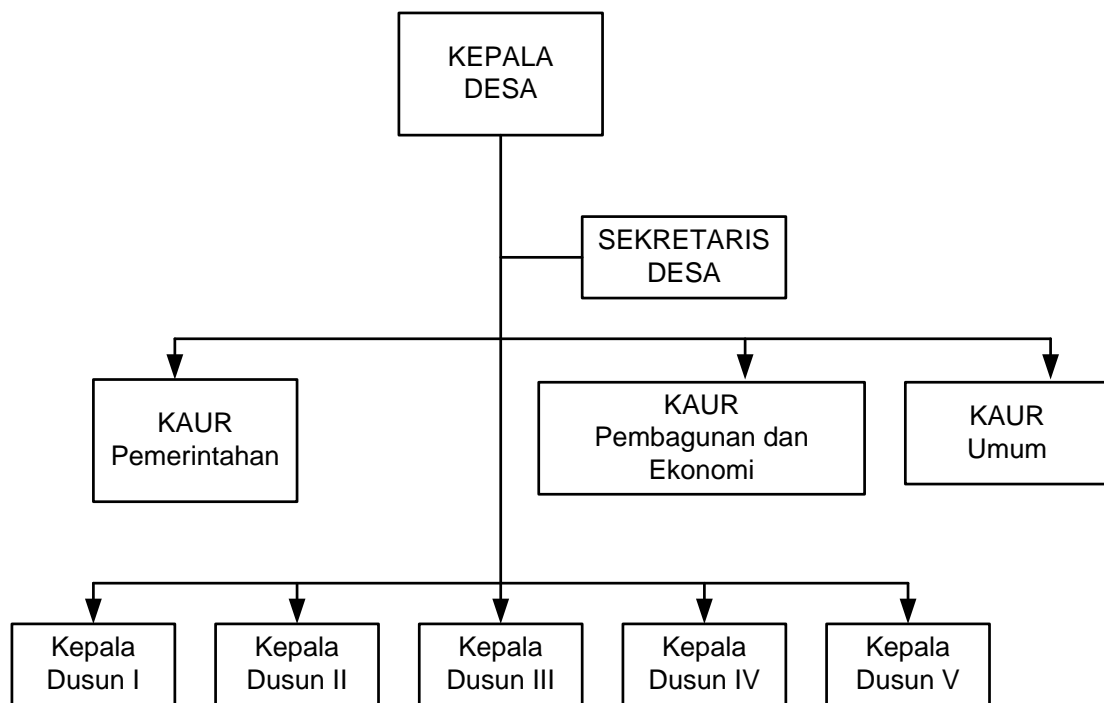 KEPALA
DESA
SEKRETARIS
DESA
KAUR
Pemerintahan
KAUR
Pembagunan dan
Ekonomi
KAUR
Umum
Kepala
Dusun I
Kepala
Dusun II
Kepala
Dusun III
Kepala
Dusun IV
Kepala
Dusun V